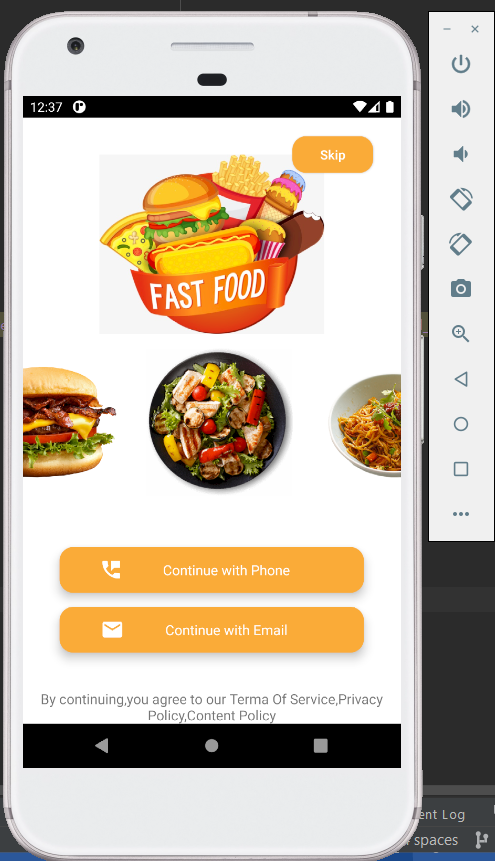 12:37
Skip
FAST FOOD
Continue with Phone
Continue with Email
By continuing,you agree to our Terma Of Service,Privacy
Policy,Content Policy
ent Log
spaces